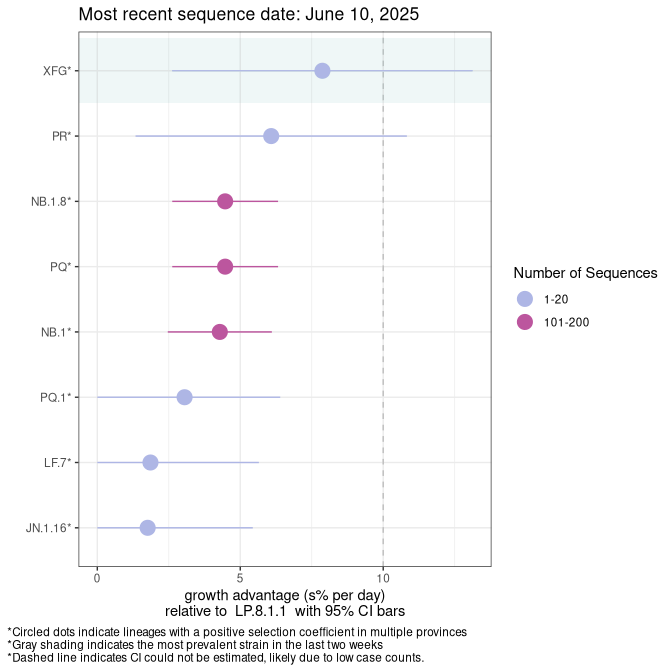 Most recent sequence date: June 10, 2025
XFG*
PR*
NB.1.8*
PQ*
NB.1*
PQ.1*
LF.7*
JN.1.16*
0 5 10
growth advantage (s% per day)
relative to LP.8.1.1 with 95% CI bars
Number of Sequences
1-20
101-200
*Circled dots indicate lineages with a positive selection coefficient in multiple provinces
*Gray shading indicates the most prevalent strain in the last two weeks
*Dashed line indicates CI could not be estimated, likely due to low case counts.